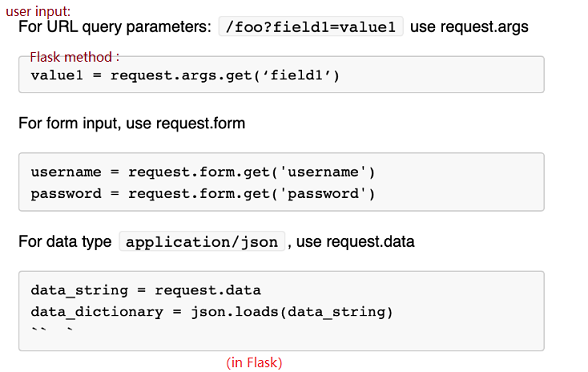 user input:
For URL query parameters: /foo?field1=value1 use request.args
Flask method :
value1 = request.args.get(‘field1’)
For form input, use request.form
username = request.form.get('username')
password = request.form.get('password')
For data type application/json , use request.data
data_string = request.data
data_dictionary = json.loads(data_string)
`` `
(in Flask)